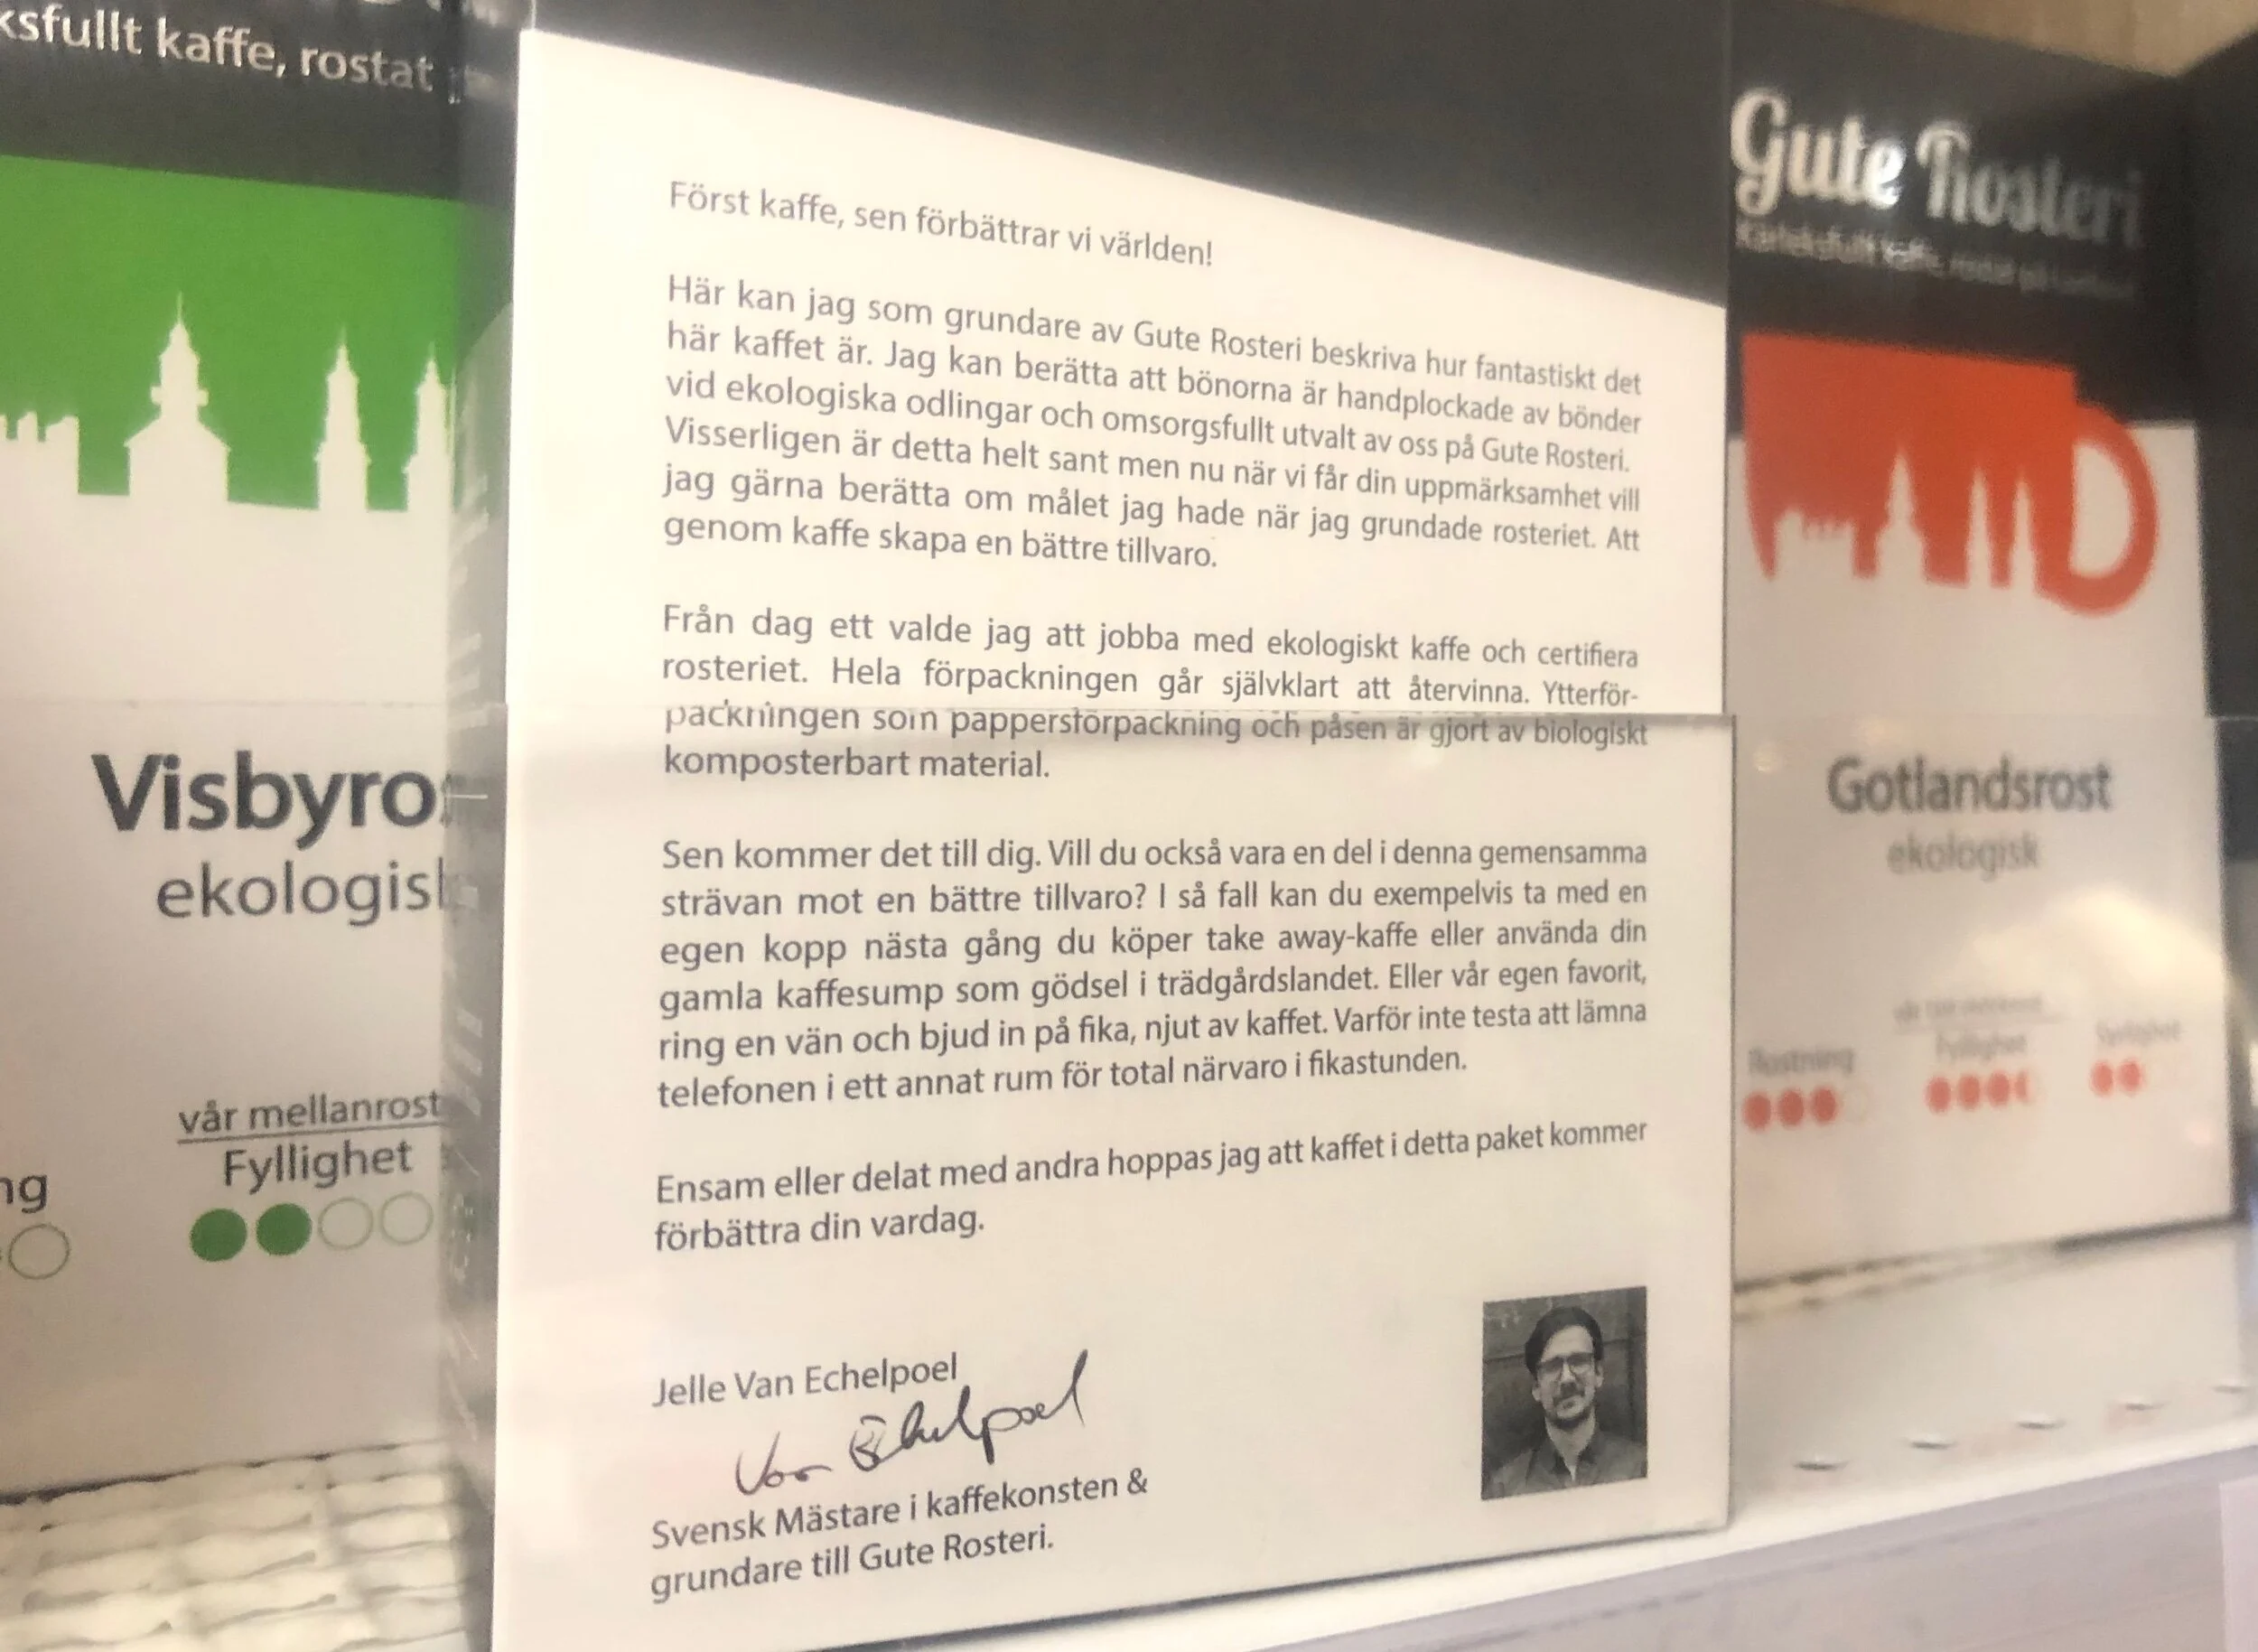 ksfullt kaffe, rostat
Visbyro
ekologisk
vår mellanrost
Fyllighet
ng
Först kaffe, sen förbättrar vi världen!
Här kan jag som grundare av Gute Rosteri beskriva hur fantastiskt det
här kaffet är. Jag kan berätta att bönorna är handplockade av bönder
vid ekologiska odlingar och omsorgsfullt utvalt av oss på Gute Rosteri.
Visserligen är detta helt sant men nu när vi får din uppmärksamhet vill
jag gärna berätta om målet jag hade när jag grundade rosteriet. Att
genom kaffe skapa en bättre tillvaro.
Från dag ett valde jag att jobba med ekologiskt kaffe och certifiera
rosteriet. Hela förpackningen går självklart att återvinna. Ytterför-
packningen som pappersförpackning och påsen är gjort av biologiskt
komposterbart material.
Sen kommer det till dig. Vill du också vara en del i denna gemensamma
strävan mot en bättre tillvaro? I så fall kan du exempelvis ta med en
egen kopp nästa gång du köper take away-kaffe eller använda din
gamla kaffesump som gödsel i trädgårdslandet. Eller vår egen favorit,
ring en vän och bjud in på fika, njut av kaffet. Varför inte testa att lämna
telefonen i ett annat rum för total närvaro i fikastunden.
Ensam eller delat med andra hoppas jag att kaffet i detta paket kommer
förbättra din vardag.
Jelle Van Echelpoel
Van Echelpoel
Svensk Mästare i kaffekonsten &
grundare till Gute Rosteri.
Gute Rosteri
Kärleksfullt kaffe, rostat på
Gotlandsrost
ekologisk
Rostning Fyllighet Syrlighet